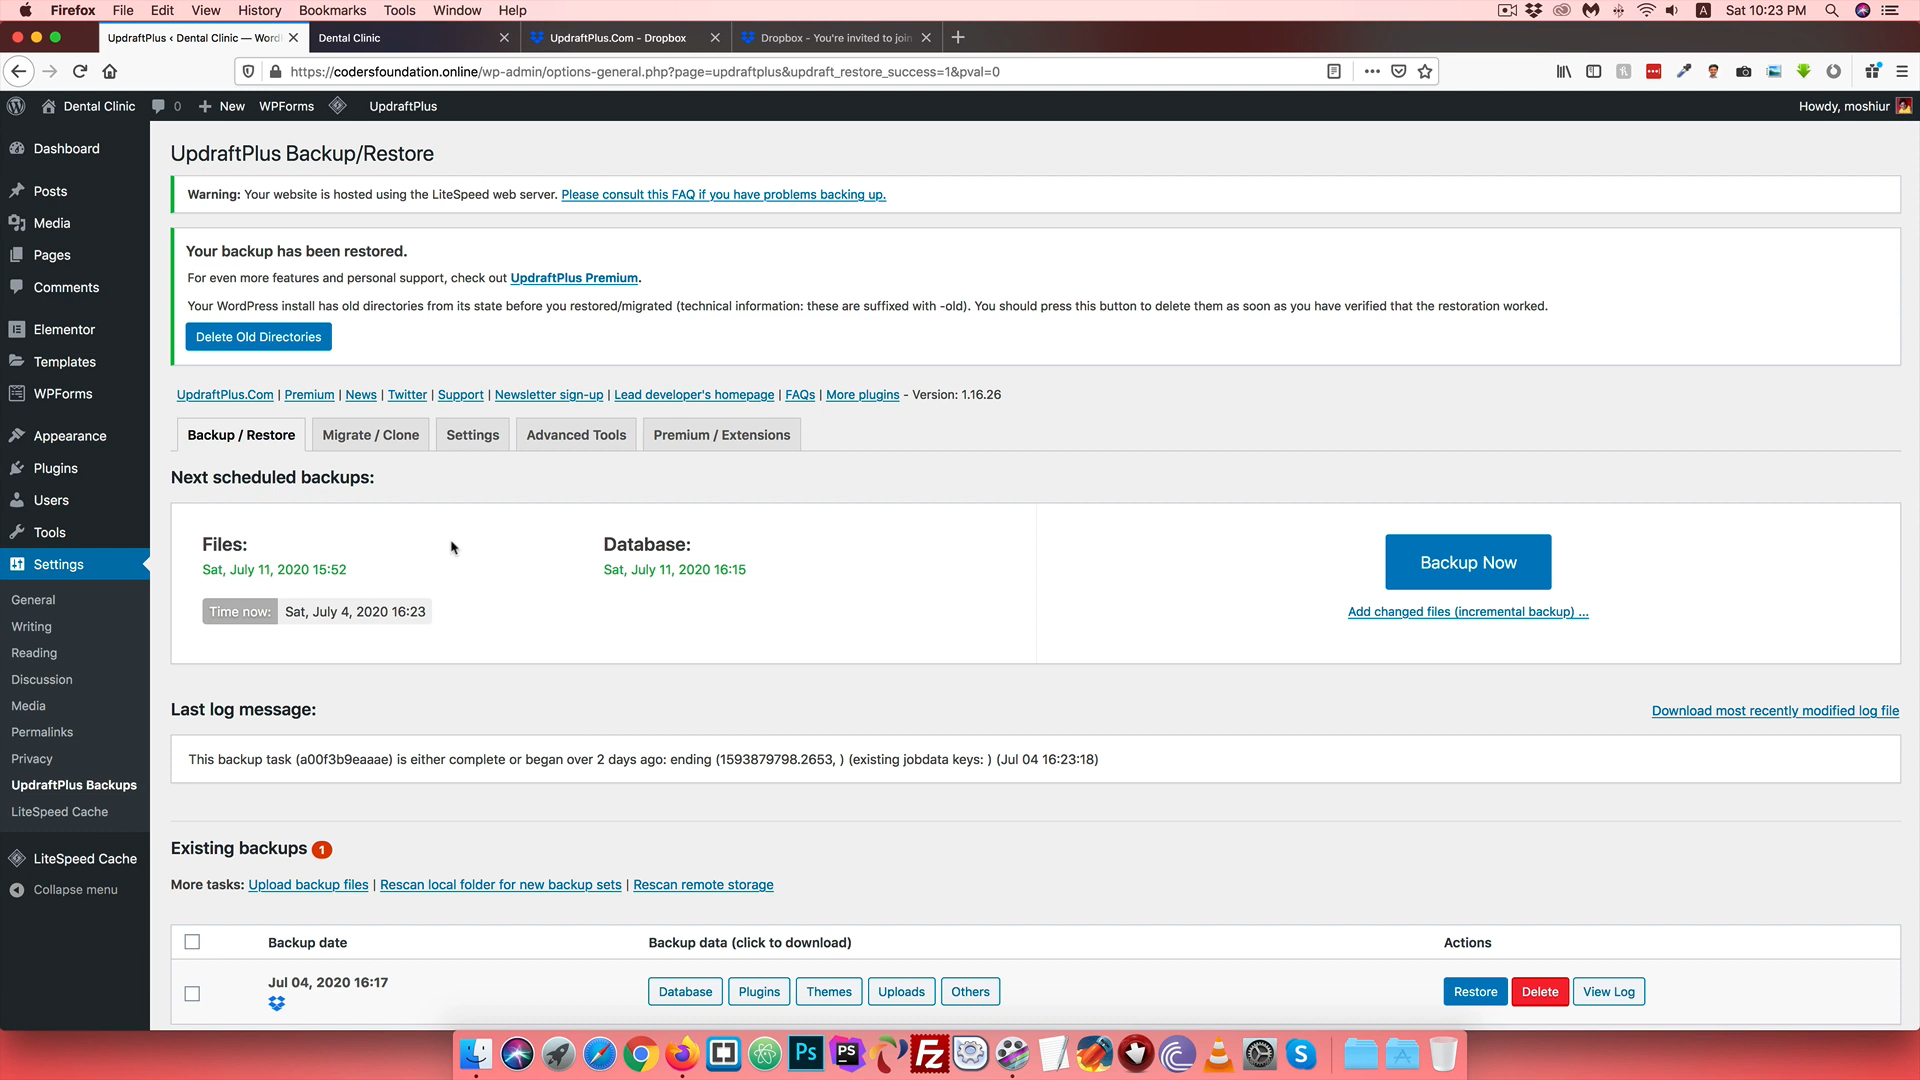 Firefox File Edit View History Bookmarks Tools Window Help
A Sat 10:23 PM
UpdraftPlus ‹ Dental Clinic — Word
Dental Clinic
UpdraftPlus.Com - Dropbox
Dropbox - You're invited to join
https://codersfoundation.online/wp-admin/options-general.php?page=updraftplus&updraft_restore_success=1&pval=0
Dental Clinic 0 New WPForms UpdraftPlus
Howdy, moshiur
Dashboard
Posts
Media
Pages
Comments
Elementor
Templates
WPForms
Appearance
Plugins
Users
Tools
Settings
General
Writing
Reading
Discussion
Media
Permalinks
Privacy
UpdraftPlus Backups
LiteSpeed Cache
LiteSpeed Cache
Collapse menu
UpdraftPlus Backup/Restore
Warning: Your website is hosted using the LiteSpeed web server. Please consult this FAQ if you have problems backing up.
Your backup has been restored.
For even more features and personal support, check out UpdraftPlus Premium.
Your WordPress install has old directories from its state before you restored/migrated (technical information: these are suffixed with -old). You should press this button to delete them as soon as you have verified that the restoration worked.
Delete Old Directories
UpdraftPlus.Com | Premium | News | Twitter | Support | Newsletter sign-up | Lead developer's homepage | FAQs | More plugins - Version: 1.16.26
Backup / Restore
Migrate / Clone
Settings
Advanced Tools
Premium / Extensions
Next scheduled backups:
Files:
Sat, July 11, 2020 15:52
Database:
Sat, July 11, 2020 16:15
Time now: Sat, July 4, 2020 16:23
Backup Now
Add changed files (incremental backup) ...
Last log message:
Download most recently modified log file
This backup task (a00f3b9eaaae) is either complete or began over 2 days ago: ending (1593879798.2653, ) (existing jobdata keys: ) (Jul 04 16:23:18)
Existing backups 1
More tasks: Upload backup files | Rescan local folder for new backup sets | Rescan remote storage
Backup date
Backup data (click to download)
Actions
Jul 04, 2020 16:17
Database
Plugins
Themes
Uploads
Others
Restore
Delete
View Log
Ps
PS
FZ
S